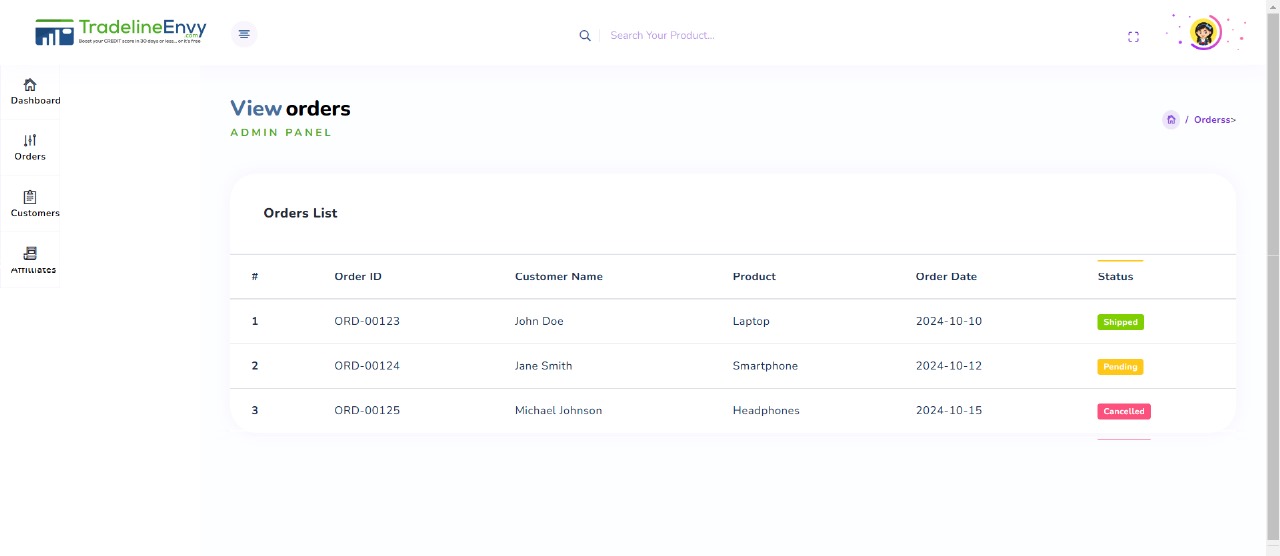 TradelineEnvy
.com
Boost your CREDIT score in 30 days or less... or it's free
Search Your Product...
Dashboard
Orders
Customers
Affiliates
View orders
ADMIN PANEL
/ Orderss>
Orders List
# Order ID Customer Name Product Order Date Status
1 ORD-00123 John Doe Laptop 2024-10-10 Shipped
2 ORD-00124 Jane Smith Smartphone 2024-10-12 Pending
3 ORD-00125 Michael Johnson Headphones 2024-10-15 Cancelled